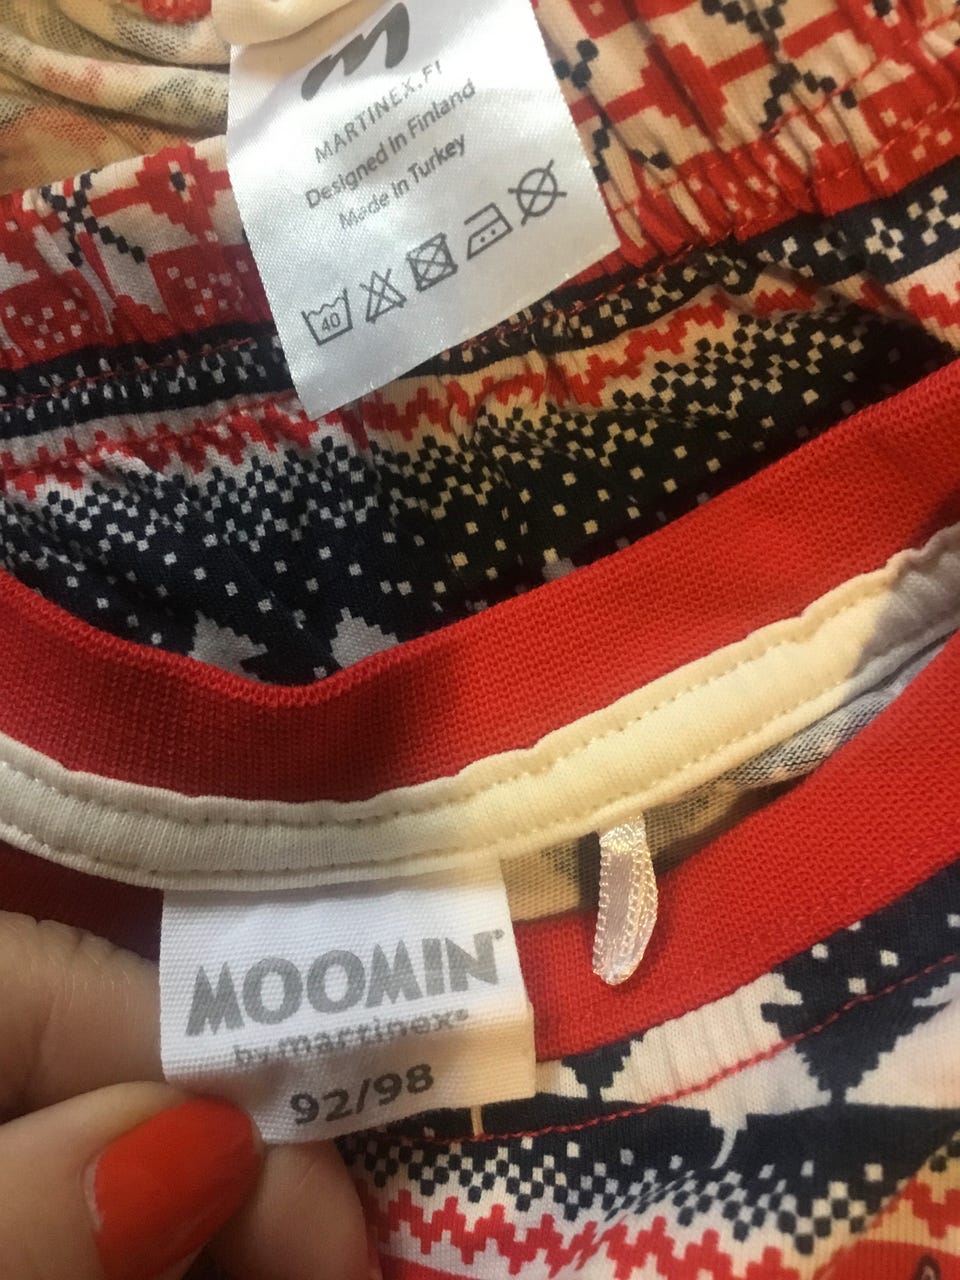 MARTINEX.FI
Designed in Finland
Made in Turkey
40
MOOMIN®
by martinex®
92/98